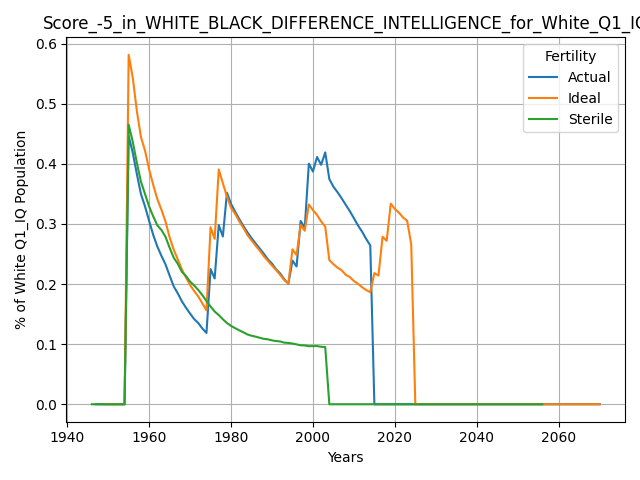 Score_-5_in_WHITE_BLACK_DIFFERENCE_INTELLIGENCE_for_White_Q1_IQ
Fertility
Actual
Ideal
Sterile
% of White Q1_IQ Population
0.6
0.5
0.4
0.3
0.2
0.1
0.0
1940 1960 1980 2000 2020 2040 2060
Years